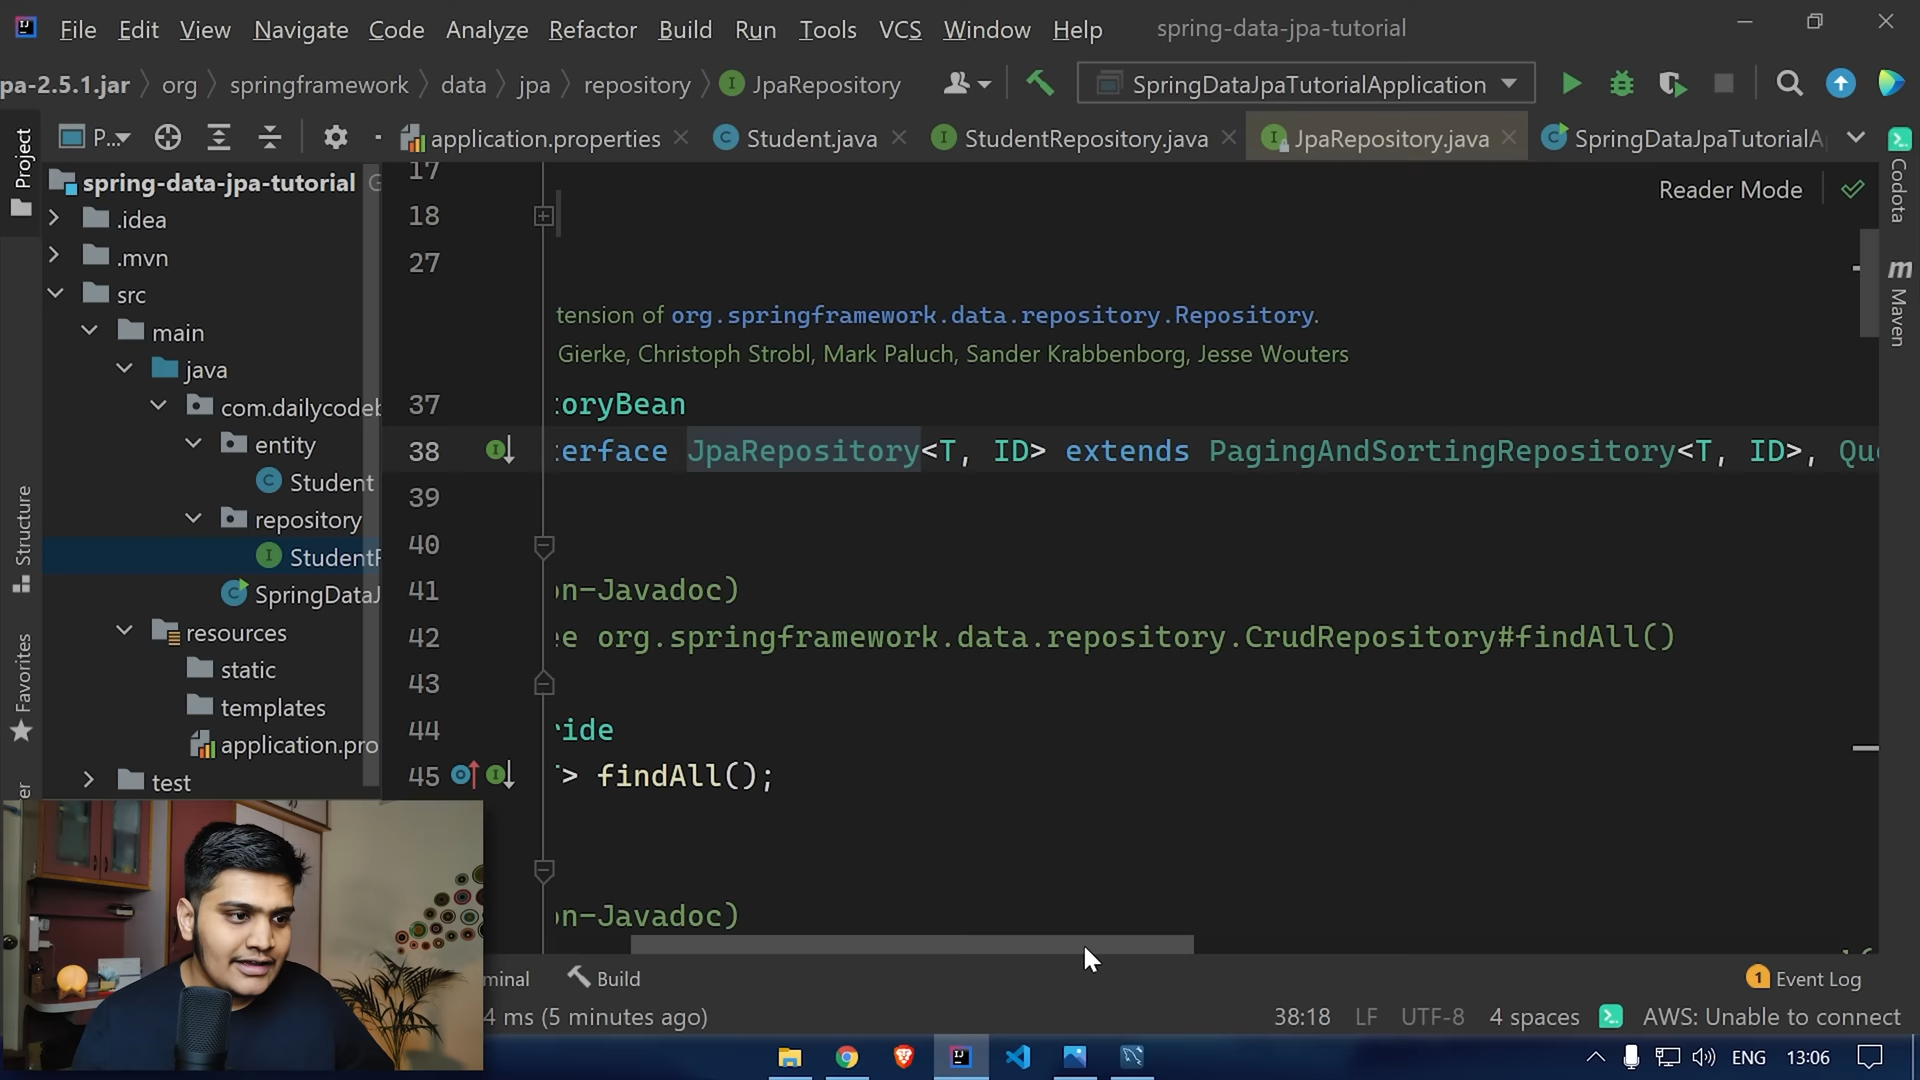 File Edit View Navigate Code Analyze Refactor Build Run Tools VCS Window Help spring-data-jpa-tutorial
pa-2.5.1.jar org springframework data jpa repository JpaRepository SpringDataJpaTutorialApplication
P... application.properties Student.java StudentRepository.java JpaRepository.java SpringDataJpaTutorialA
Project
Structure
Favorites
er
spring-data-jpa-tutorial
.idea
.mvn
src
main
java
com.dailycodeb
entity
Student
repository
StudentR
SpringDataJ
resources
static
templates
application.pro
test
Reader Mode
17
18
27
tension of org.springframework.data.repository.Repository.
Gierke, Christoph Strobl, Mark Paluch, Sander Krabbenborg, Jesse Wouters
37 :oryBean
38 :erface JpaRepository<T, ID> extends PagingAndSortingRepository<T, ID>, Que
39
40
41 on-Javadoc)
42 ee org.springframework.data.repository.CrudRepository#findAll()
43
44 ride
45 > findAll();
on-Javadoc)
Codota
m Maven
minal Build 1 Event Log
4 ms (5 minutes ago) 38:18 LF UTF-8 4 spaces AWS: Unable to connect
ENG 13:06